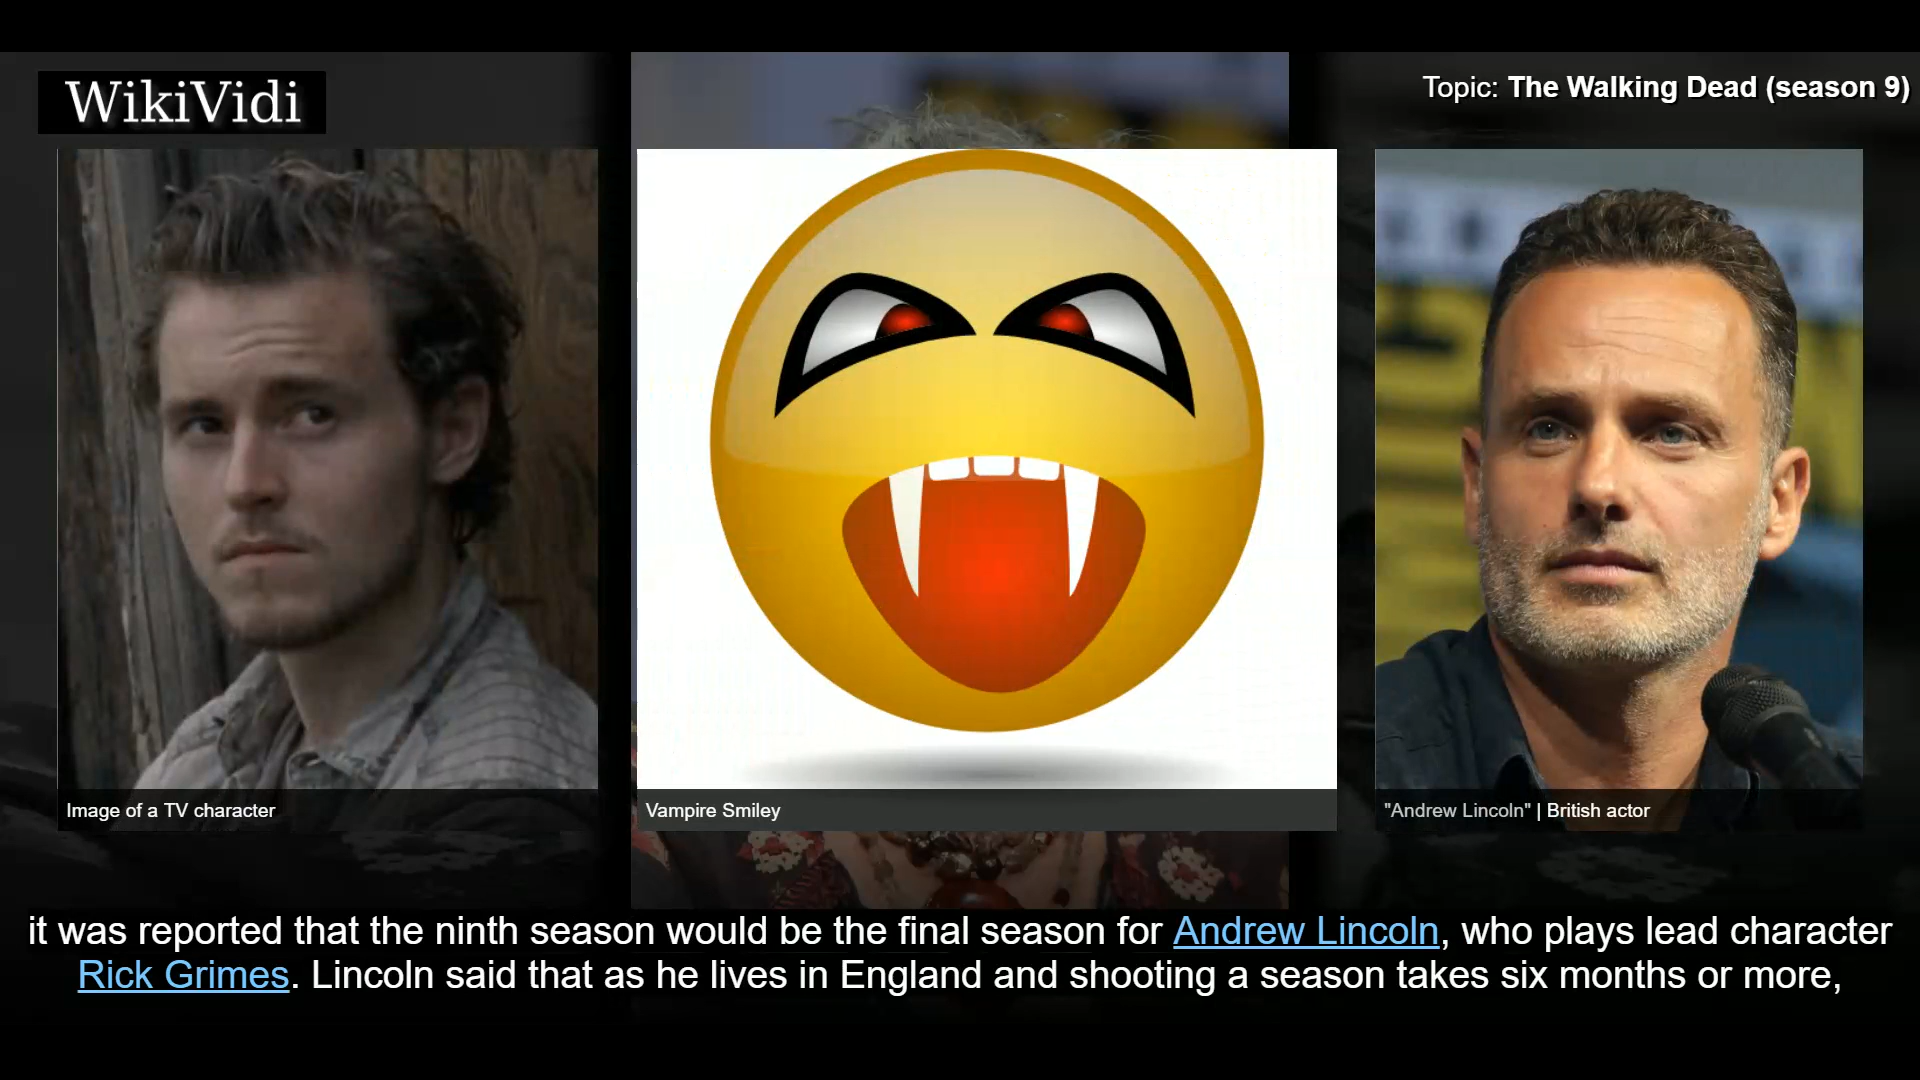 WikiVidi
Topic: The Walking Dead (season 9)
Image of a TV character
Vampire Smiley
"Andrew Lincoln" | British actor
it was reported that the ninth season would be the final season for Andrew Lincoln, who plays lead character
Rick Grimes. Lincoln said that as he lives in England and shooting a season takes six months or more,